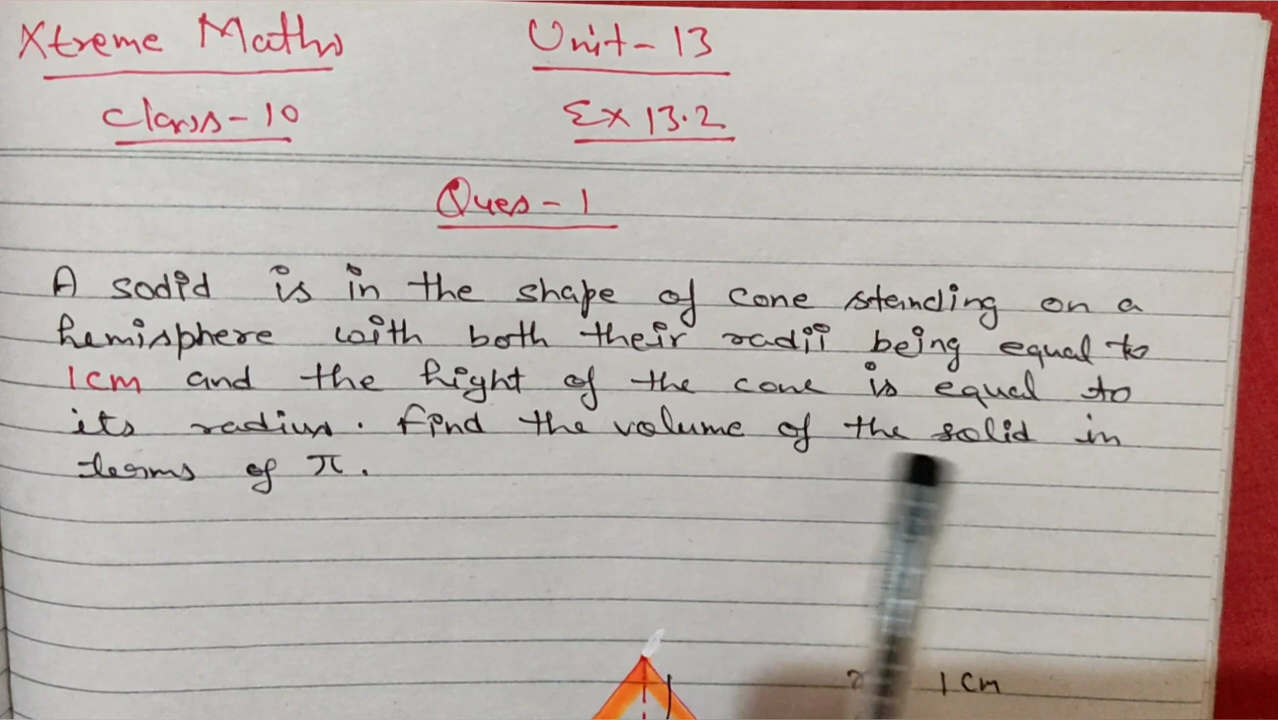 Xtreme Maths
Unit-13
Class-10
Ex 13.2
Ques-1
A sodid is in the shape of cone standing on a
hemisphere with both their radii being equal to
1cm and the hight of the cone is equal to
its radius. find the volume of the solid in
terms of π.
1 cm